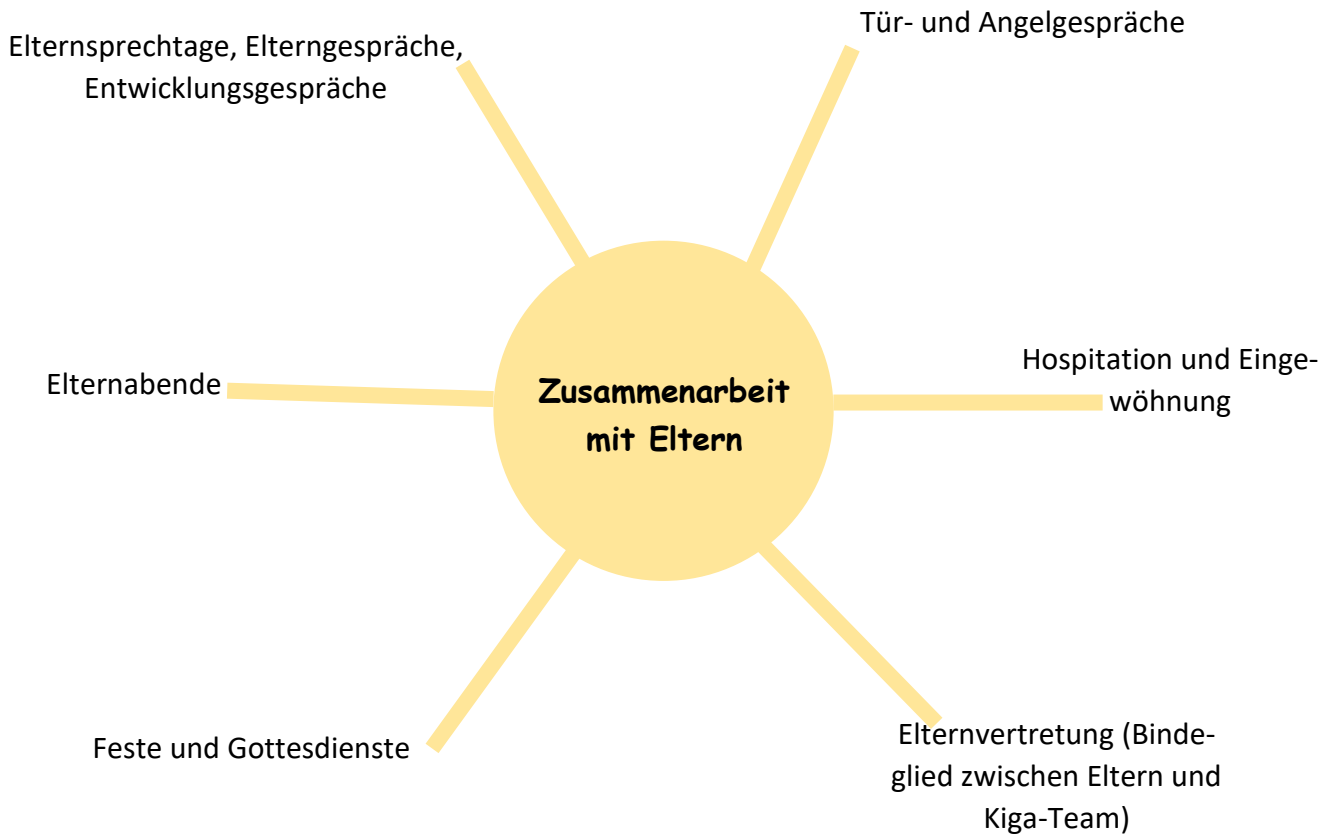 Tür- und Angelgespräche
Elternsprechtage, Elterngespräche,
Entwicklungsgespräche
Hospitation und Einge-
wöhnung
Elternabende
Zusammenarbeit
mit Eltern
Feste und Gottesdienste
Elternvertretung (Binde-
glied zwischen Eltern und
Kiga-Team)